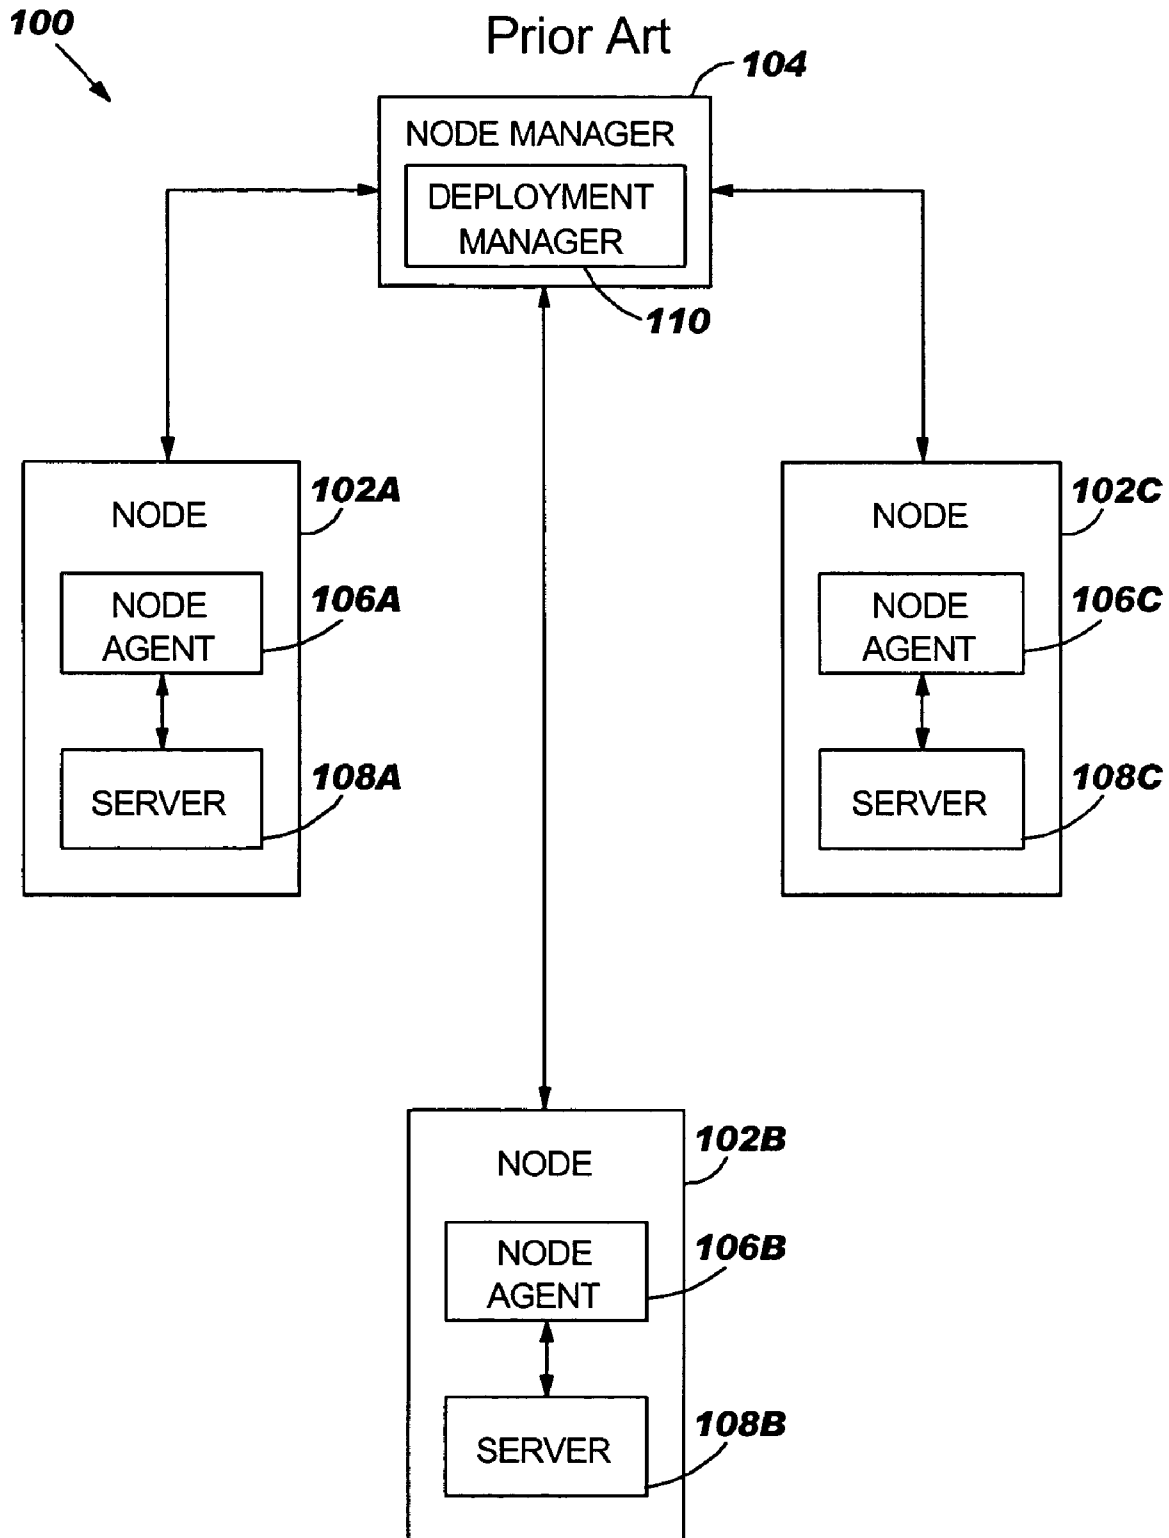 100
Prior Art
104
NODE MANAGER
DEPLOYMENT
MANAGER
110
NODE
102A
NODE
AGENT
106A
SERVER
108A
NODE
102C
NODE
AGENT
106C
SERVER
108C
NODE
102B
NODE
AGENT
106B
SERVER
108B